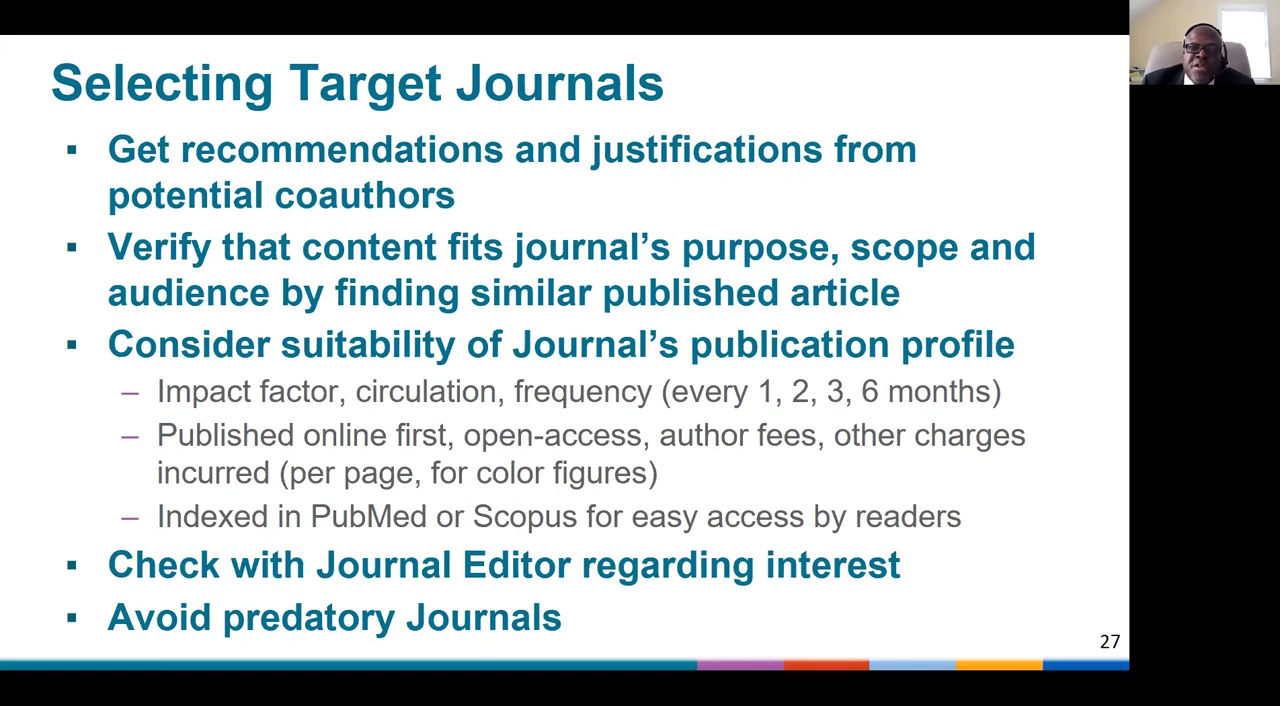 Selecting Target Journals
▪ Get recommendations and justifications from
potential coauthors
▪ Verify that content fits journal's purpose, scope and
audience by finding similar published article
▪ Consider suitability of Journal's publication profile
– Impact factor, circulation, frequency (every 1, 2, 3, 6 months)
– Published online first, open-access, author fees, other charges
incurred (per page, for color figures)
– Indexed in PubMed or Scopus for easy access by readers
▪ Check with Journal Editor regarding interest
▪ Avoid predatory Journals
27